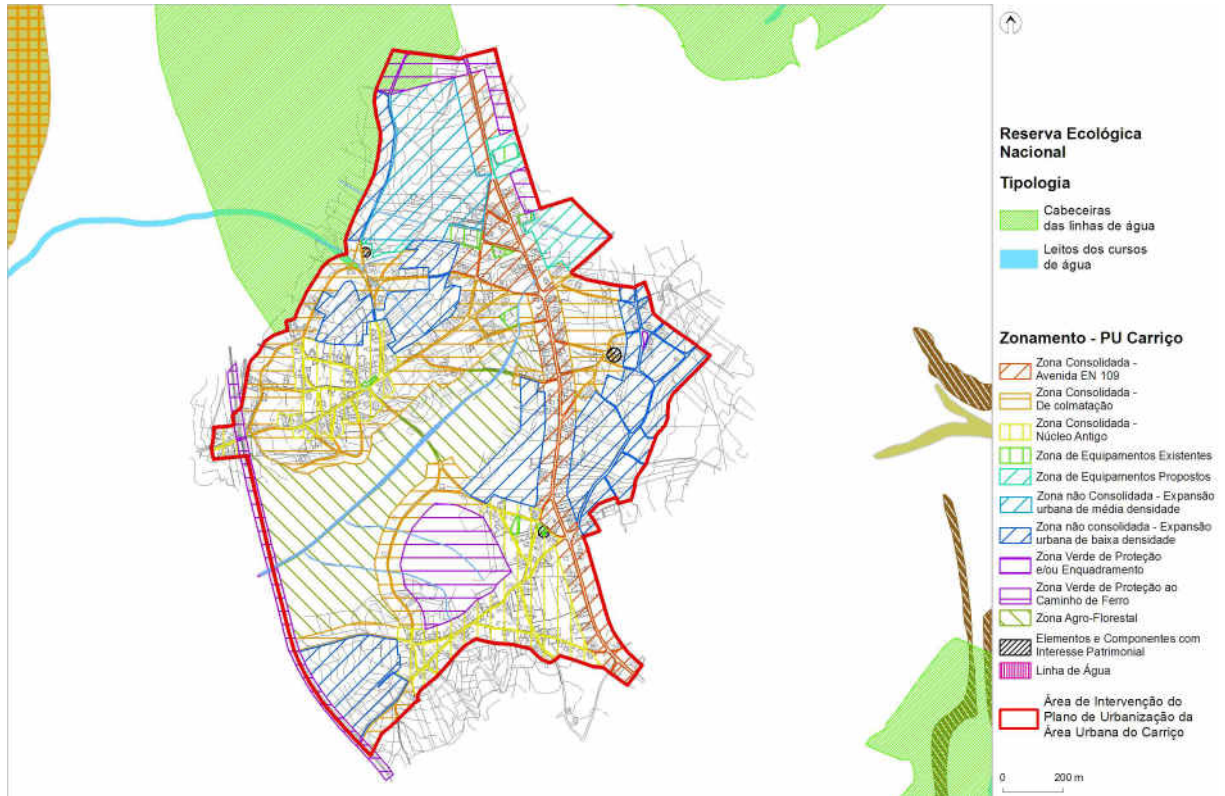 Reserva Ecológica
Nacional
Tipologia
Cabeceiras
das linhas de água
Leitos dos cursos
de água
Zonamento - PU Carriço
Zona Consolidada -
Avenida EN 109
Zona Consolidada -
De colmatação
Zona Consolidada -
Núcleo Antigo
Zona de Equipamentos Existentes
Zona de Equipamentos Propostos
Zona não Consolidada - Expansão
urbana de média densidade
Zona não consolidada - Expansão
urbana de baixa densidade
Zona Verde de Proteção
e/ou Enquadramento
Zona Verde de Proteção ao
Caminho de Ferro
Zona Agro-Florestal
Elementos e Componentes com
Interesse Patrimonial
Linha de Água
Área de Intervenção do
Plano de Urbanização da
Área Urbana do Carriço
0 200 m